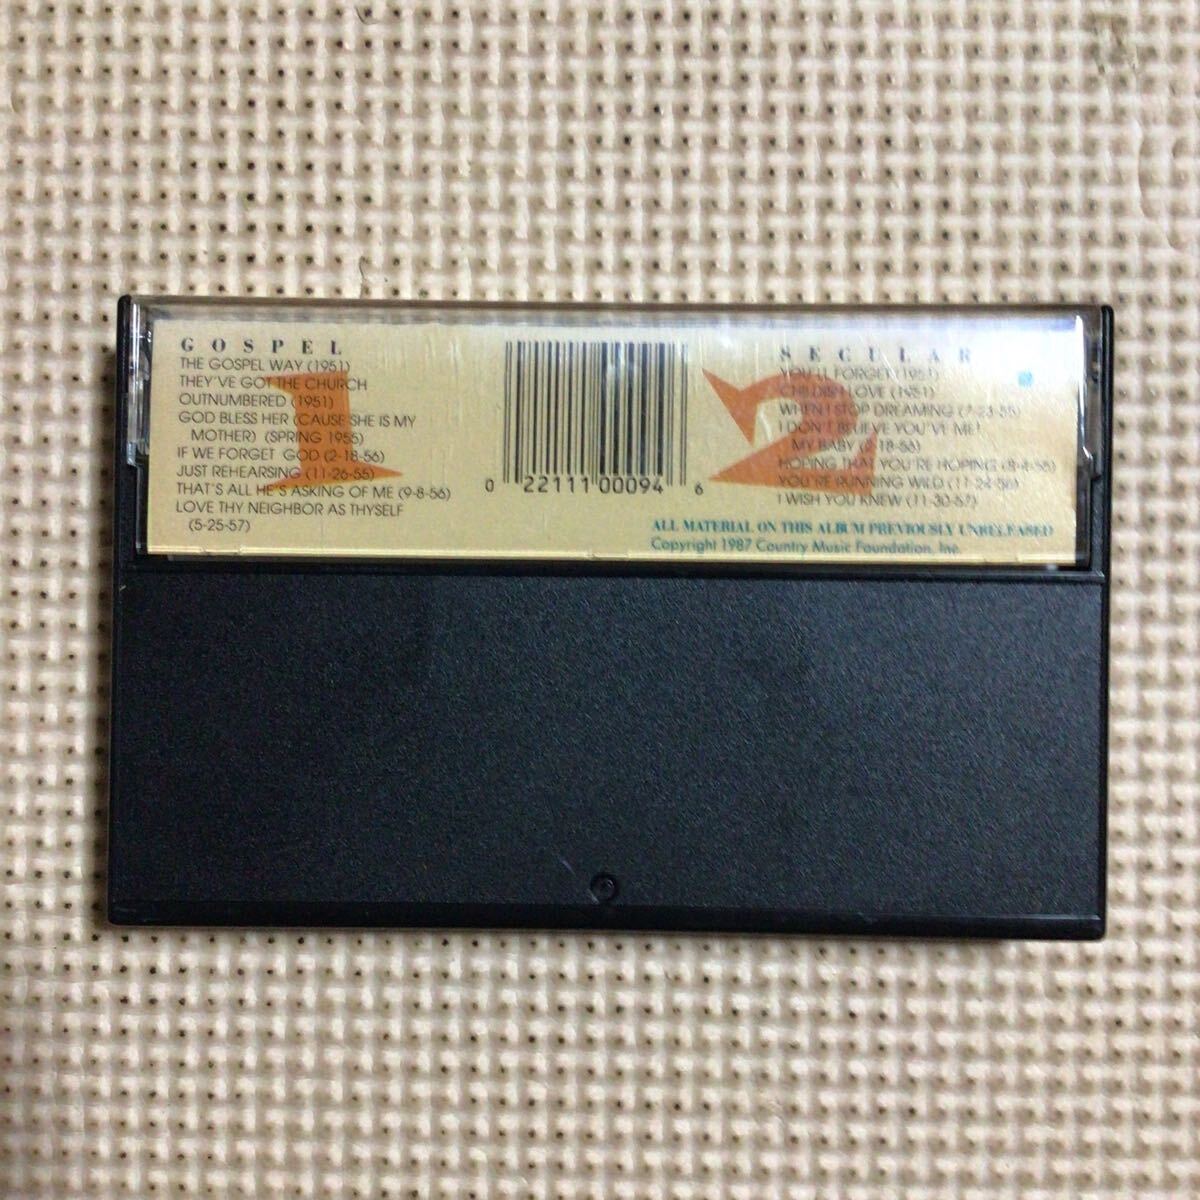 GOSPEL
THE GOSPEL WAY (1951)
THEY'VE GOT THE CHURCH
OUTNUMBERED (1951)
GOD BLESS HER (CAUSE SHE IS MY
MOTHER) (SPRING 1955)
IF WE FORGET GOD (2-18-56)
JUST REHEARSING (11-26-55)
THAT'S ALL HE'S ASKING OF ME (9-8-56)
LOVE THY NEIGHBOR AS THYSELF
(5-25-57)
1
0 22111 00094 6
SECULAR
YOU'LL FORGET (1951)
CHILDISH LOVE (1951)
WHEN I STOP DREAMING (7-23-55)
I DON'T BELIEVE YOU'VE MET
MY BABY (2-18-56)
HOPING THAT YOU'RE HOPING (8-4-56)
YOU'RE RUNNING WILD (11-24-56)
I WISH YOU KNEW (11-30-57)
2
ALL MATERIAL ON THIS ALBUM PREVIOUSLY UNRELEASED
Copyright 1987 Country Music Foundation, Inc.